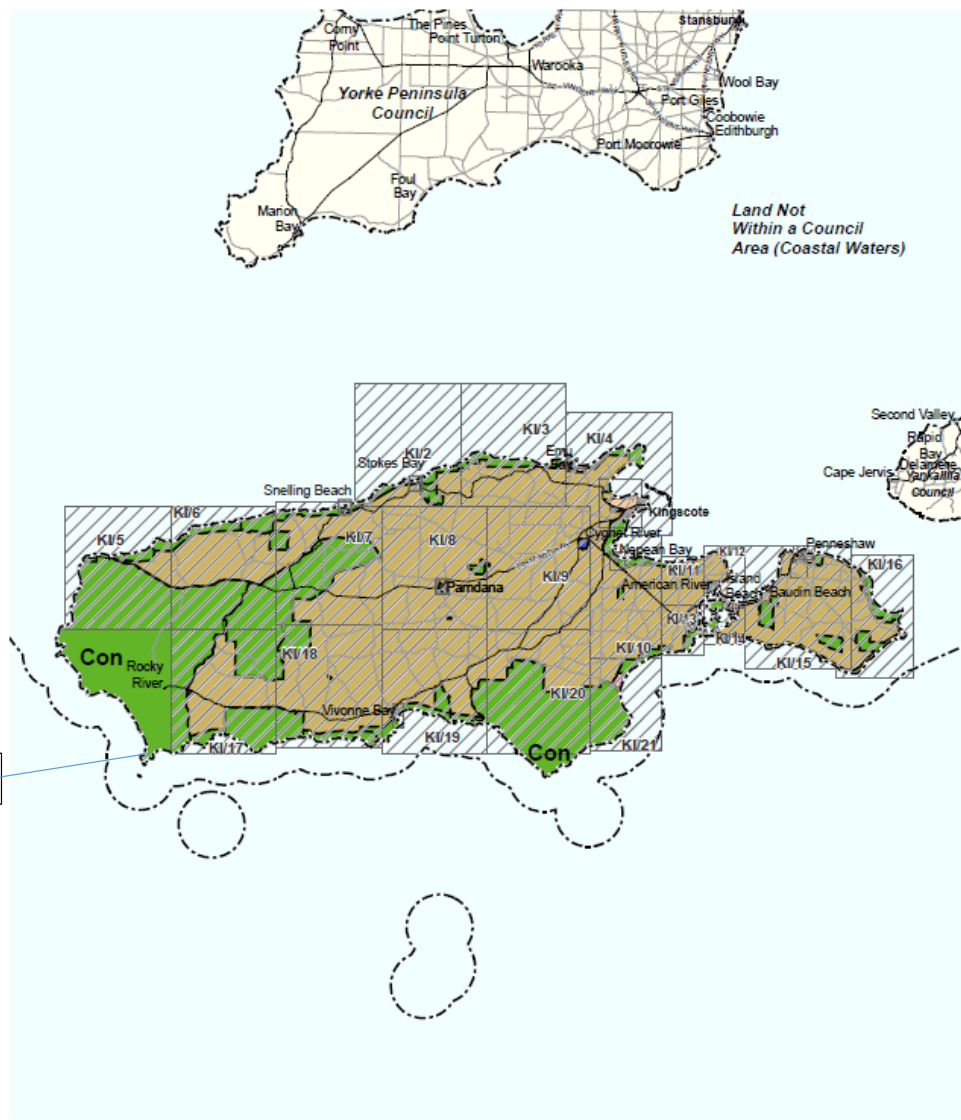 Stansbury
Corny
Point
The Pines
Point Turton
Warooka
Wool Bay
Yorke Peninsula
Council
Port Giles
Coobowie
Edithburgh
Port Moorowie
Foul
Bay
Marion
Bay
Land Not
Within a Council
Area (Coastal Waters)
KI/3
KI/4
Second Valley
Rapid
Bay
Delamere
Cape Jervis
Yankalilla
Council
KI/2
Emu
Bay
Stokes Bay
Snelling Beach
KI/6
KI/5
Kingscote
KI/7
KI/8
Cygnet River
Nepean Bay
KI/12
Penneshaw
KI/9
KI/11
KI/16
American River
Island
Beach
Baudin Beach
Parndana
KI/13
KI/14
Con
Rocky
River
KI/18
KI/10
KI/15
KI/20
Vivonne Bay
KI/17
KI/19
KI/21
Con